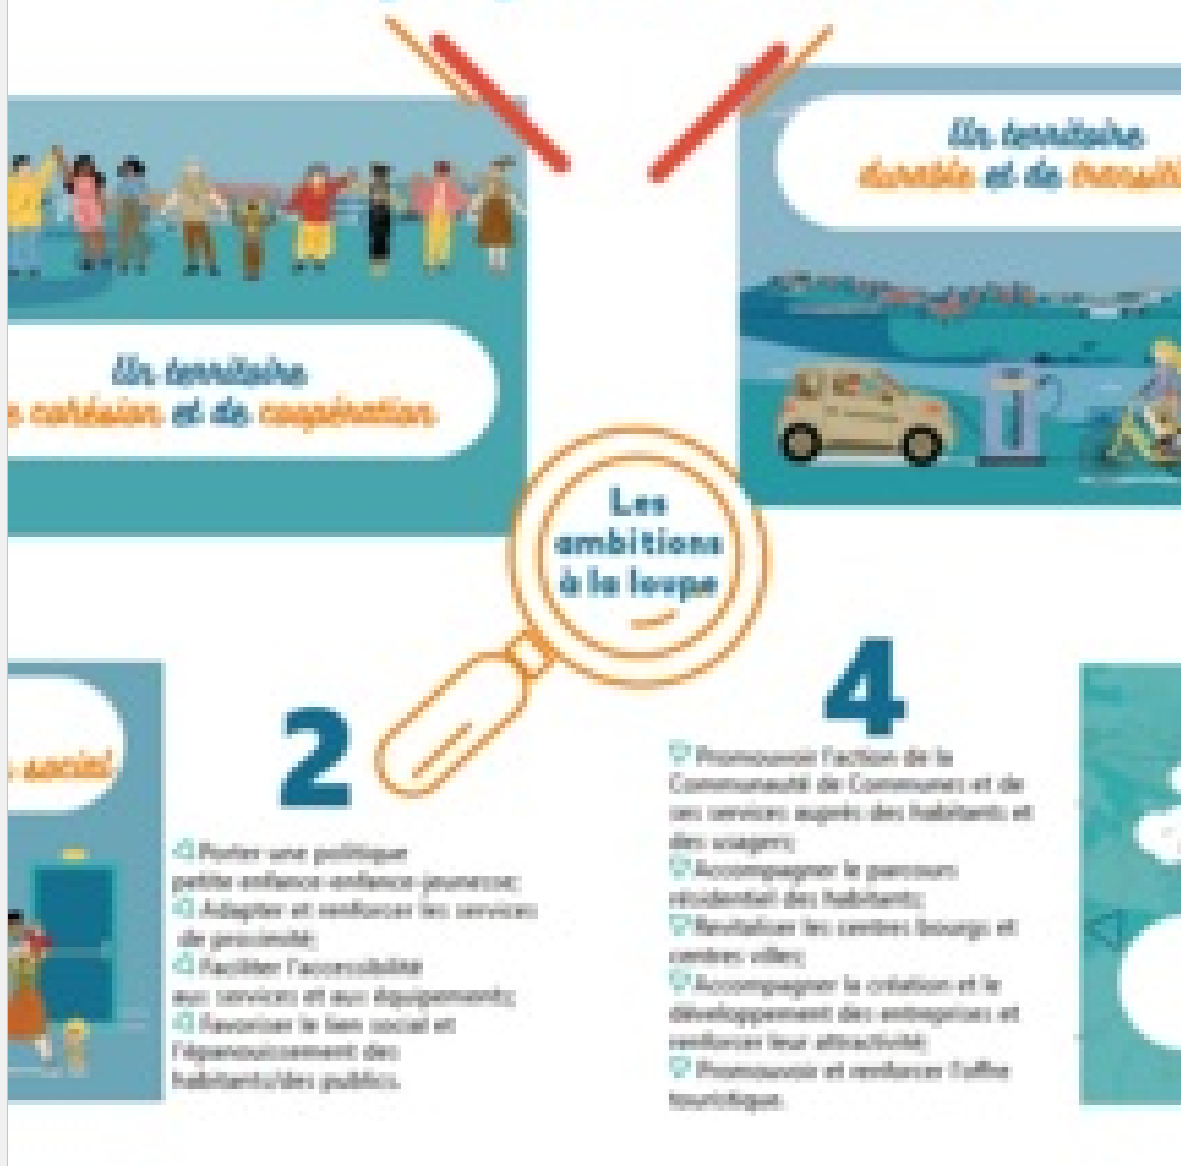 Un territoire
durable et de
Un territoire
cohésion et de coopération
Les
ambitions
à la loupe
social
2
Porter une politique
petite enfance-enfance-jeunesse;
Adapter et renforcer les services
de proximité;
Faciliter l'accessibilité
aux services et aux équipements;
Favoriser le lien social et
l'épanouissement des
habitants/des publics.
4
Promouvoir l'action de la
Communauté de Communes et de
ses services auprès des habitants et
des usagers;
Accompagner le parcours
résidentiel des habitants;
Revitaliser les centres bourgs et
centres villes;
Accompagner la création et le
développement des entreprises et
renforcer leur attractivité;
Promouvoir et renforcer l'offre
touristique.